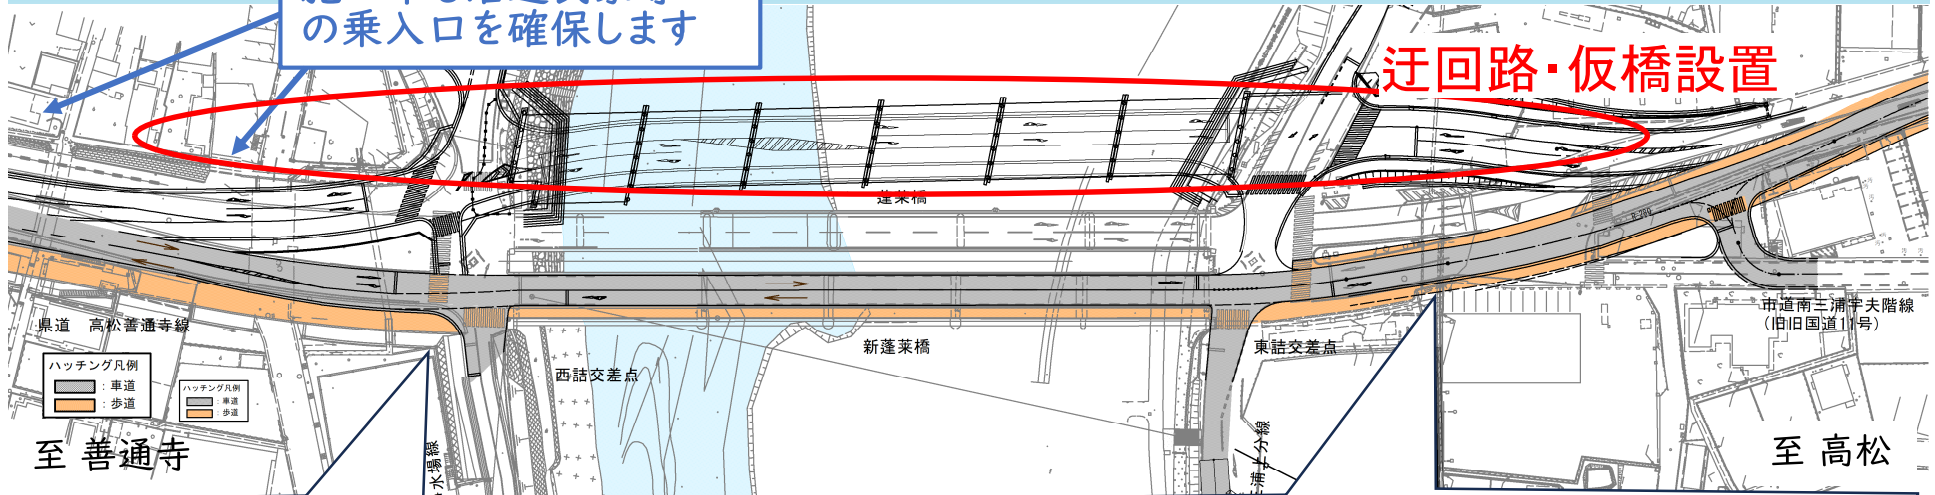 の乗入口を確保します
迂回路・仮橋設置
蓬莱橋
R=200
県道 高松善通寺線
新蓬莱橋
西詰交差点
東詰交差点
市道南三浦宇夫階線
(旧旧国道11号)
ハッチング凡例
:車道
:歩道
ハッチング凡例
:車道
:歩道
至 善通寺
至 高松
水場線